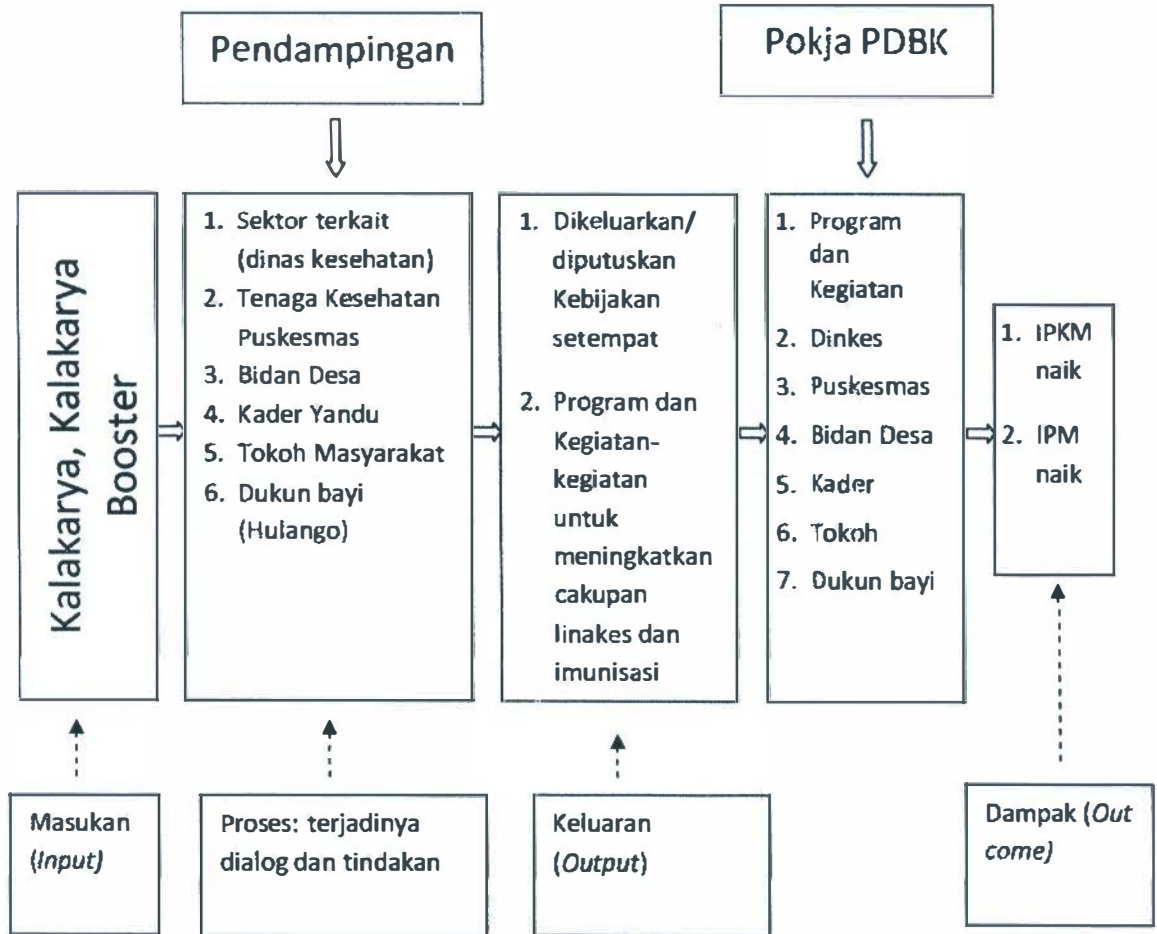 Pendampingan
Pokja PDBK
Kalakarya, Kalakarya
Booster
1. Sektor terkait
(dinas kesehatan)
2. Tenaga Kesehatan
Puskesmas
3. Bidan Desa
4. Kader Yandu
5. Tokoh Masyarakat
6. Dukun bayi
(Hulango)
1. Dikeluarkan/
diputuskan
Kebijakan
setempat
2. Program dan
Kegiatan-
kegiatan
untuk
meningkatkan
cakupan
linakes dan
imunisasi
1. Program
dan
Kegiatan
2. Dinkes
3. Puskesmas
4. Bidan Desa
5. Kader
6. Tokoh
7. Dukun bayi
1. IPKM
naik
2. IPM
naik
Masukan
(Input)
Proses: terjadinya
dialog dan tindakan
Keluaran
(Output)
Dampak (Out
come)